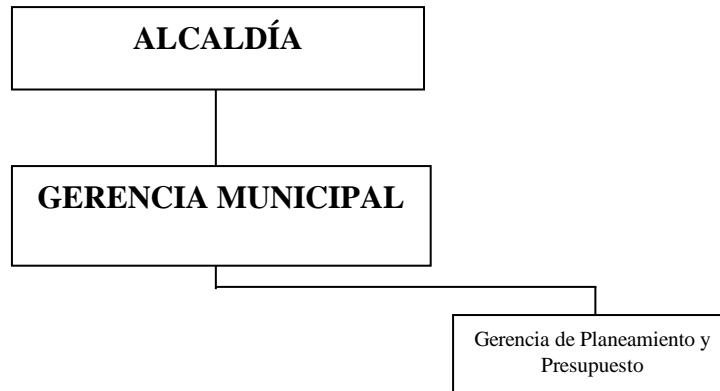 ALCALDÍA
GERENCIA MUNICIPAL
Gerencia de Planeamiento y
Presupuesto